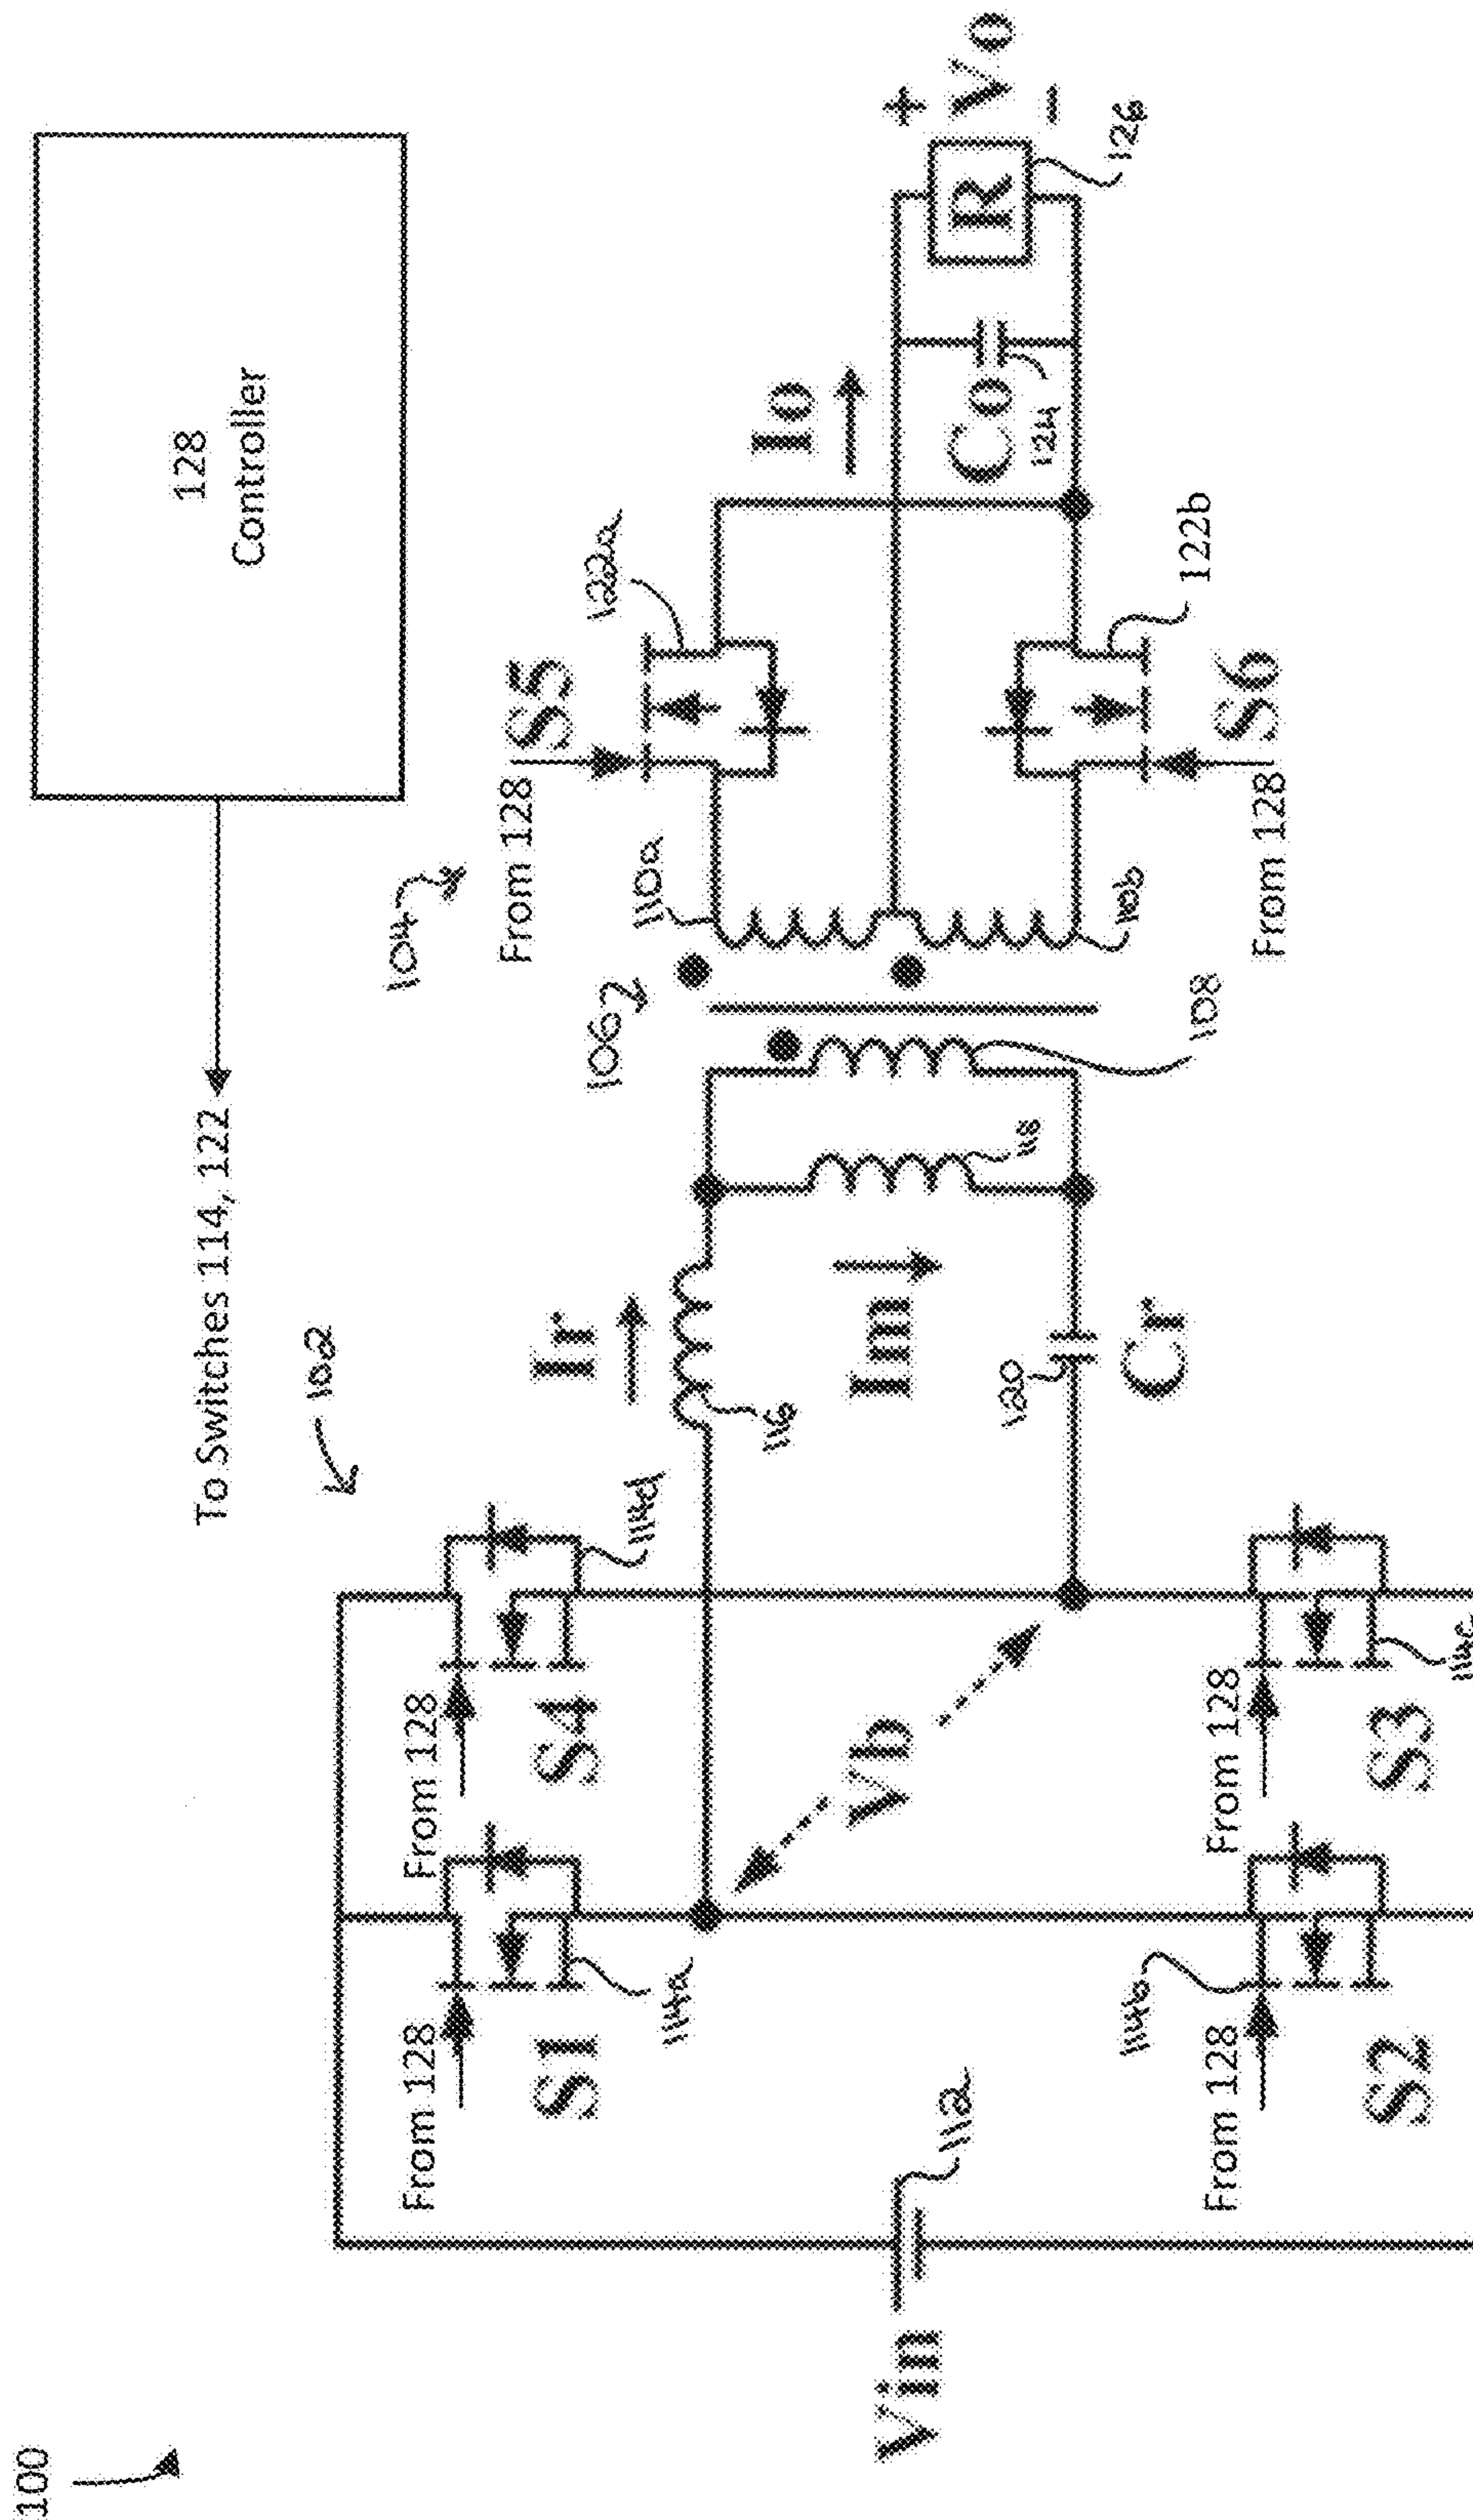 100
128
Controller
To Switches 114, 122
102
104
106
From 128
S1
114a
From 128
S4
114d
Ir
116
From 128
S5
122a
110a
Io
Vin
112
Vb
Im
118
120
Cr
108
110b
Co
124
R
+
Vo
-
126
From 128
S2
114b
From 128
S3
114c
From 128
S6
122b